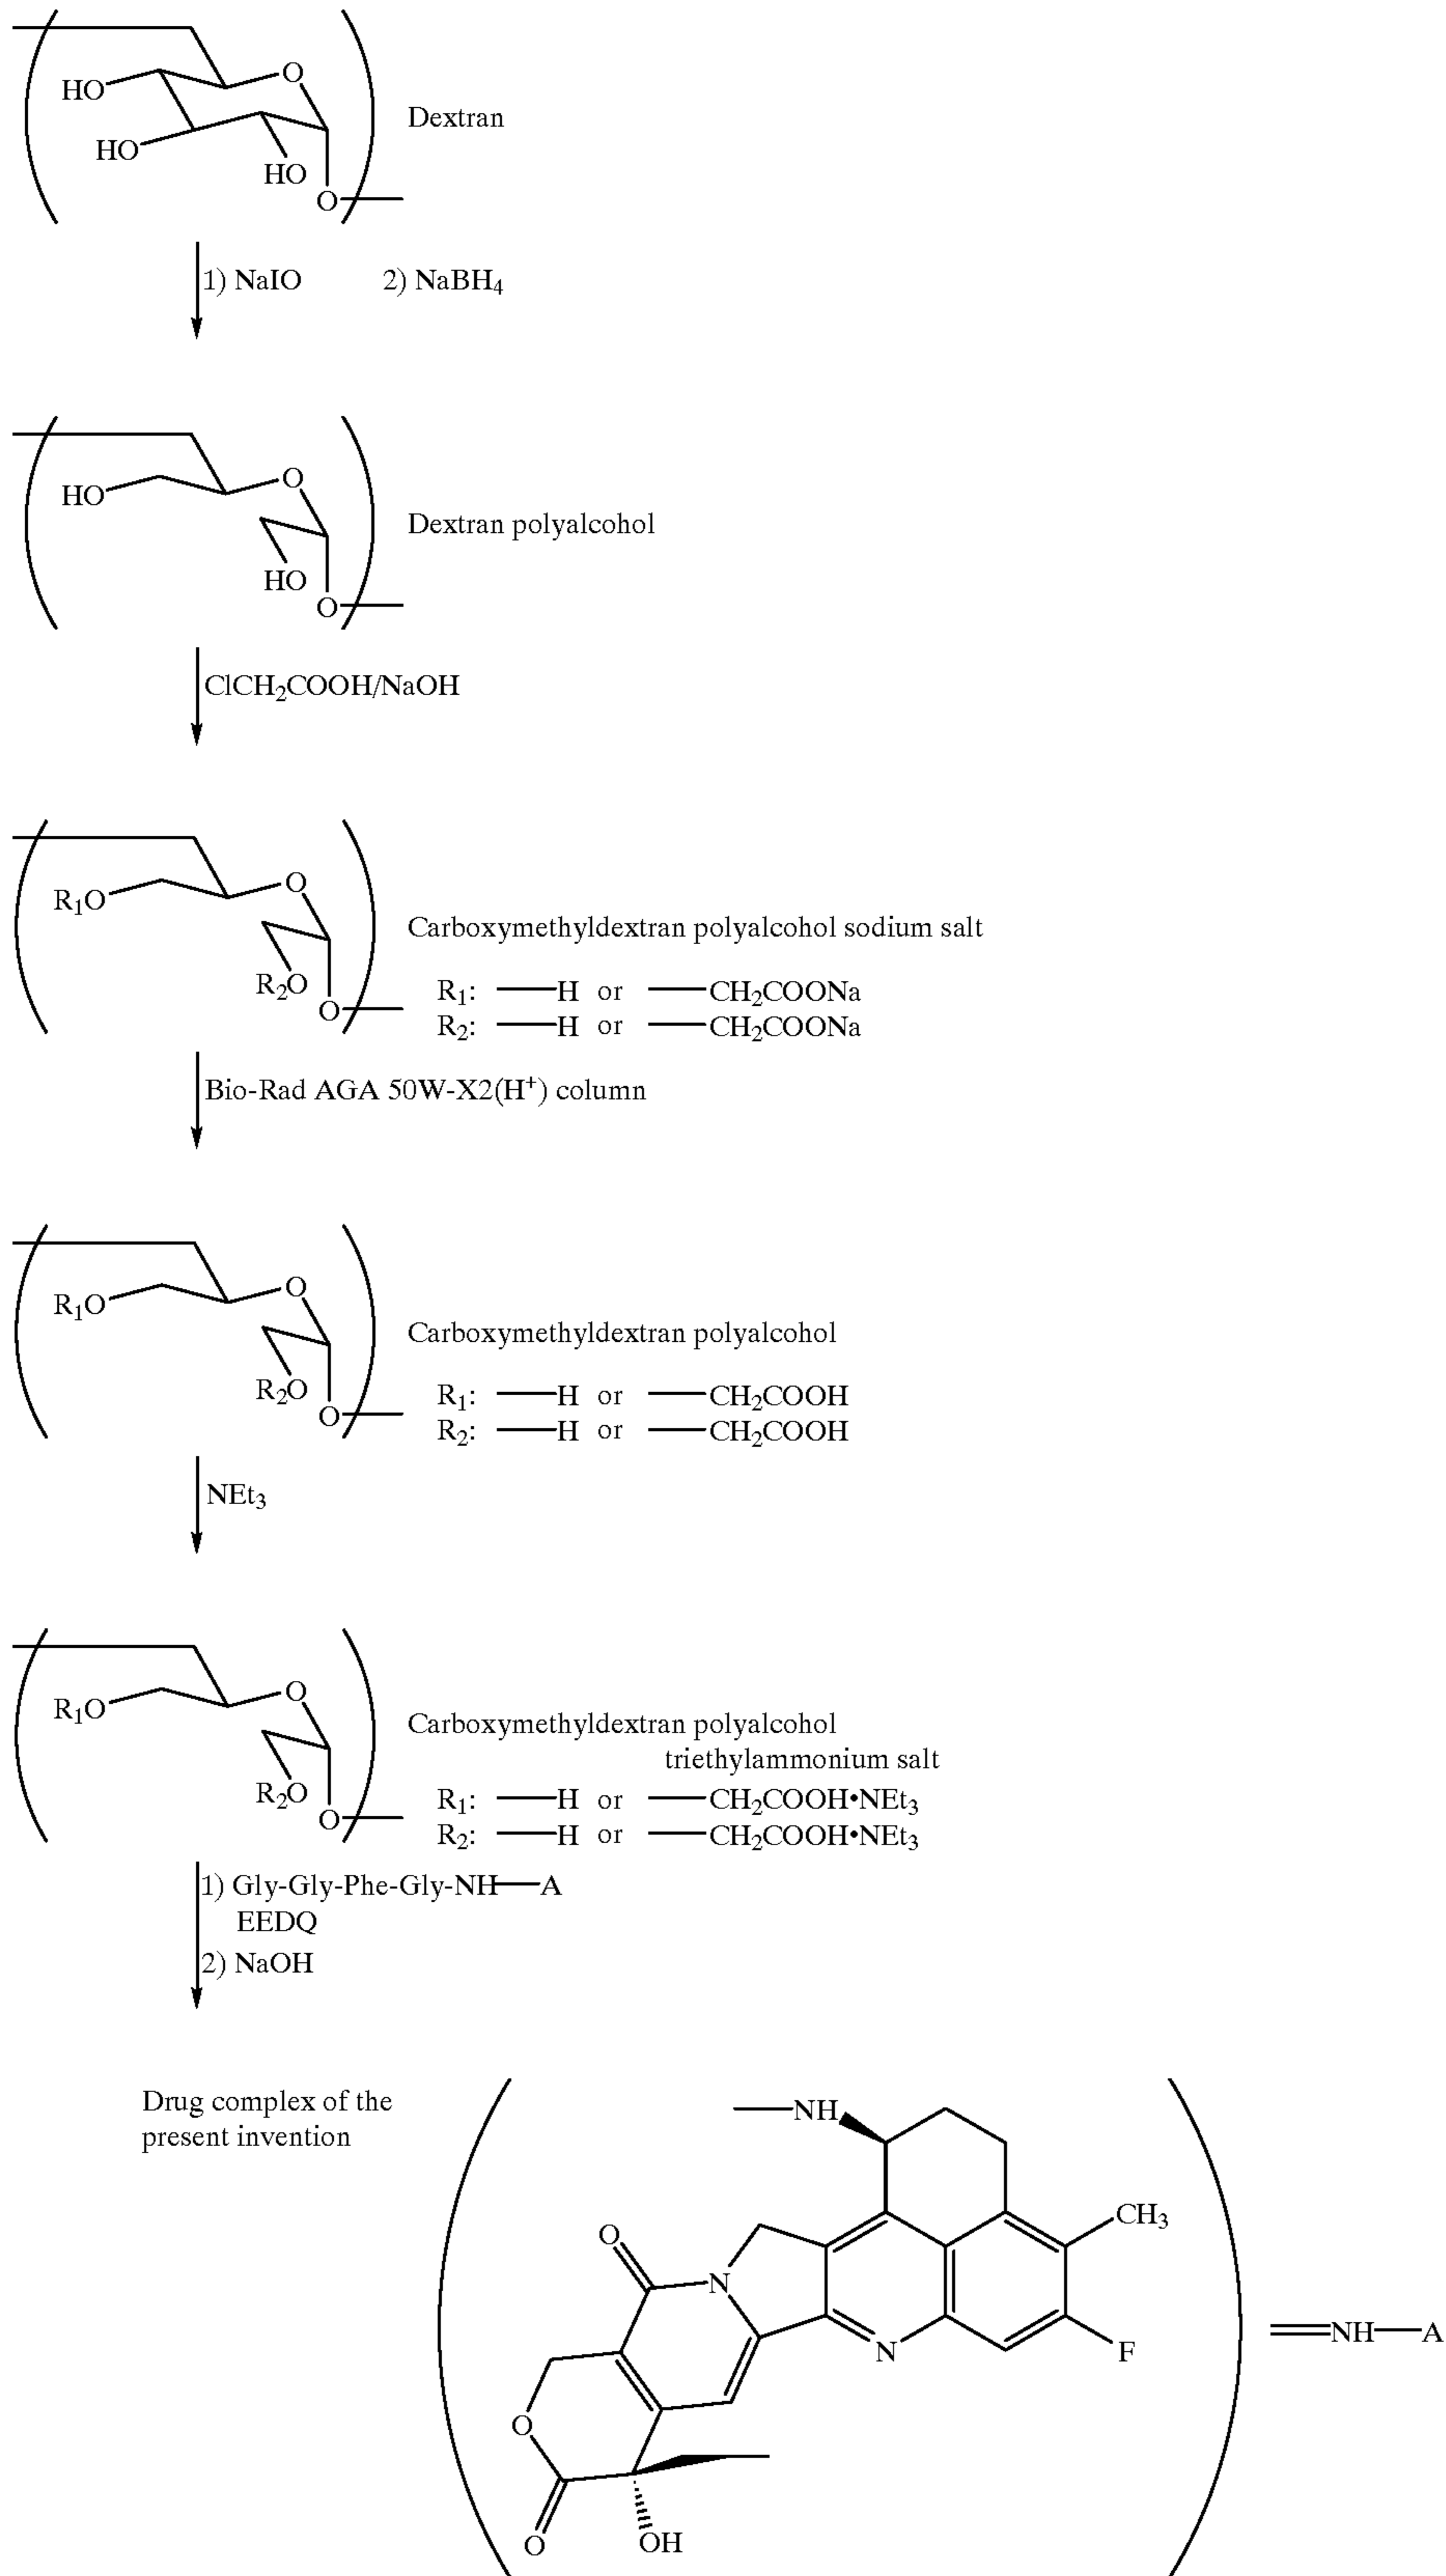 O
HO
HO
HO
O
Dextran
1) NaIO 2) NaBH4
O
HO
HO
O
Dextran polyalcohol
ClCH2COOH/NaOH
O
R1O
R2O
O
Carboxymethyldextran polyalcohol sodium salt
R1: —H or —CH2COONa
R2: —H or —CH2COONa
Bio-Rad AGA 50W-X2(H+) column
O
R1O
R2O
O
Carboxymethyldextran polyalcohol
R1: —H or —CH2COOH
R2: —H or —CH2COOH
NEt3
O
R1O
R2O
O
Carboxymethyldextran polyalcohol
triethylammonium salt
R1: —H or —CH2COOH•NEt3
R2: —H or —CH2COOH•NEt3
1) Gly-Gly-Phe-Gly-NH—A
EEDQ
2) NaOH
Drug complex of the
present invention
—NH
CH3
O
N
N
F
O
O
OH
═NH—A